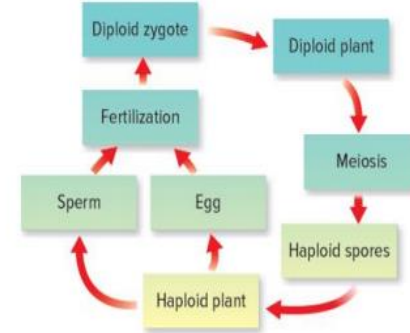 Diploid zygote
Diploid plant
Fertilization
Meiosis
Sperm
Egg
Haploid spores
Haploid plant